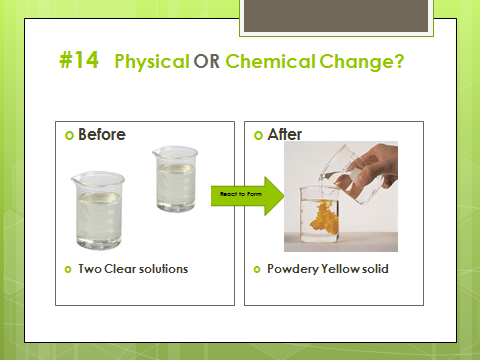 #14 Physical OR Chemical Change?
Before
Two Clear solutions
React to Form
After
Powdery Yellow solid